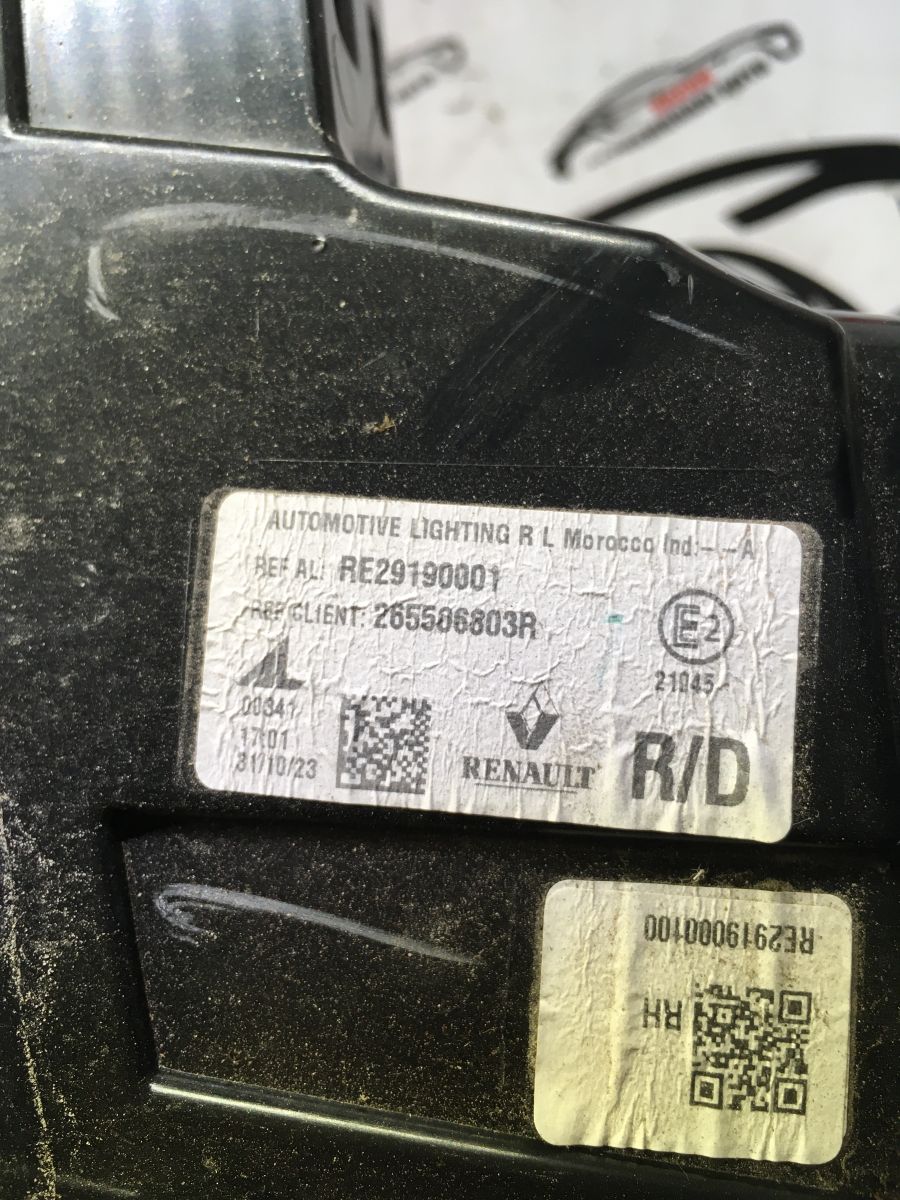 AUTOMOTIVE LIGHTING R L Morocco Ind:- -A
REF AL: RE29190001
REF CLIENT: 265506803R
E2
21045
AL
00341
17:01
31/10/23
RENAULT
R/D
RE2919000100
RH